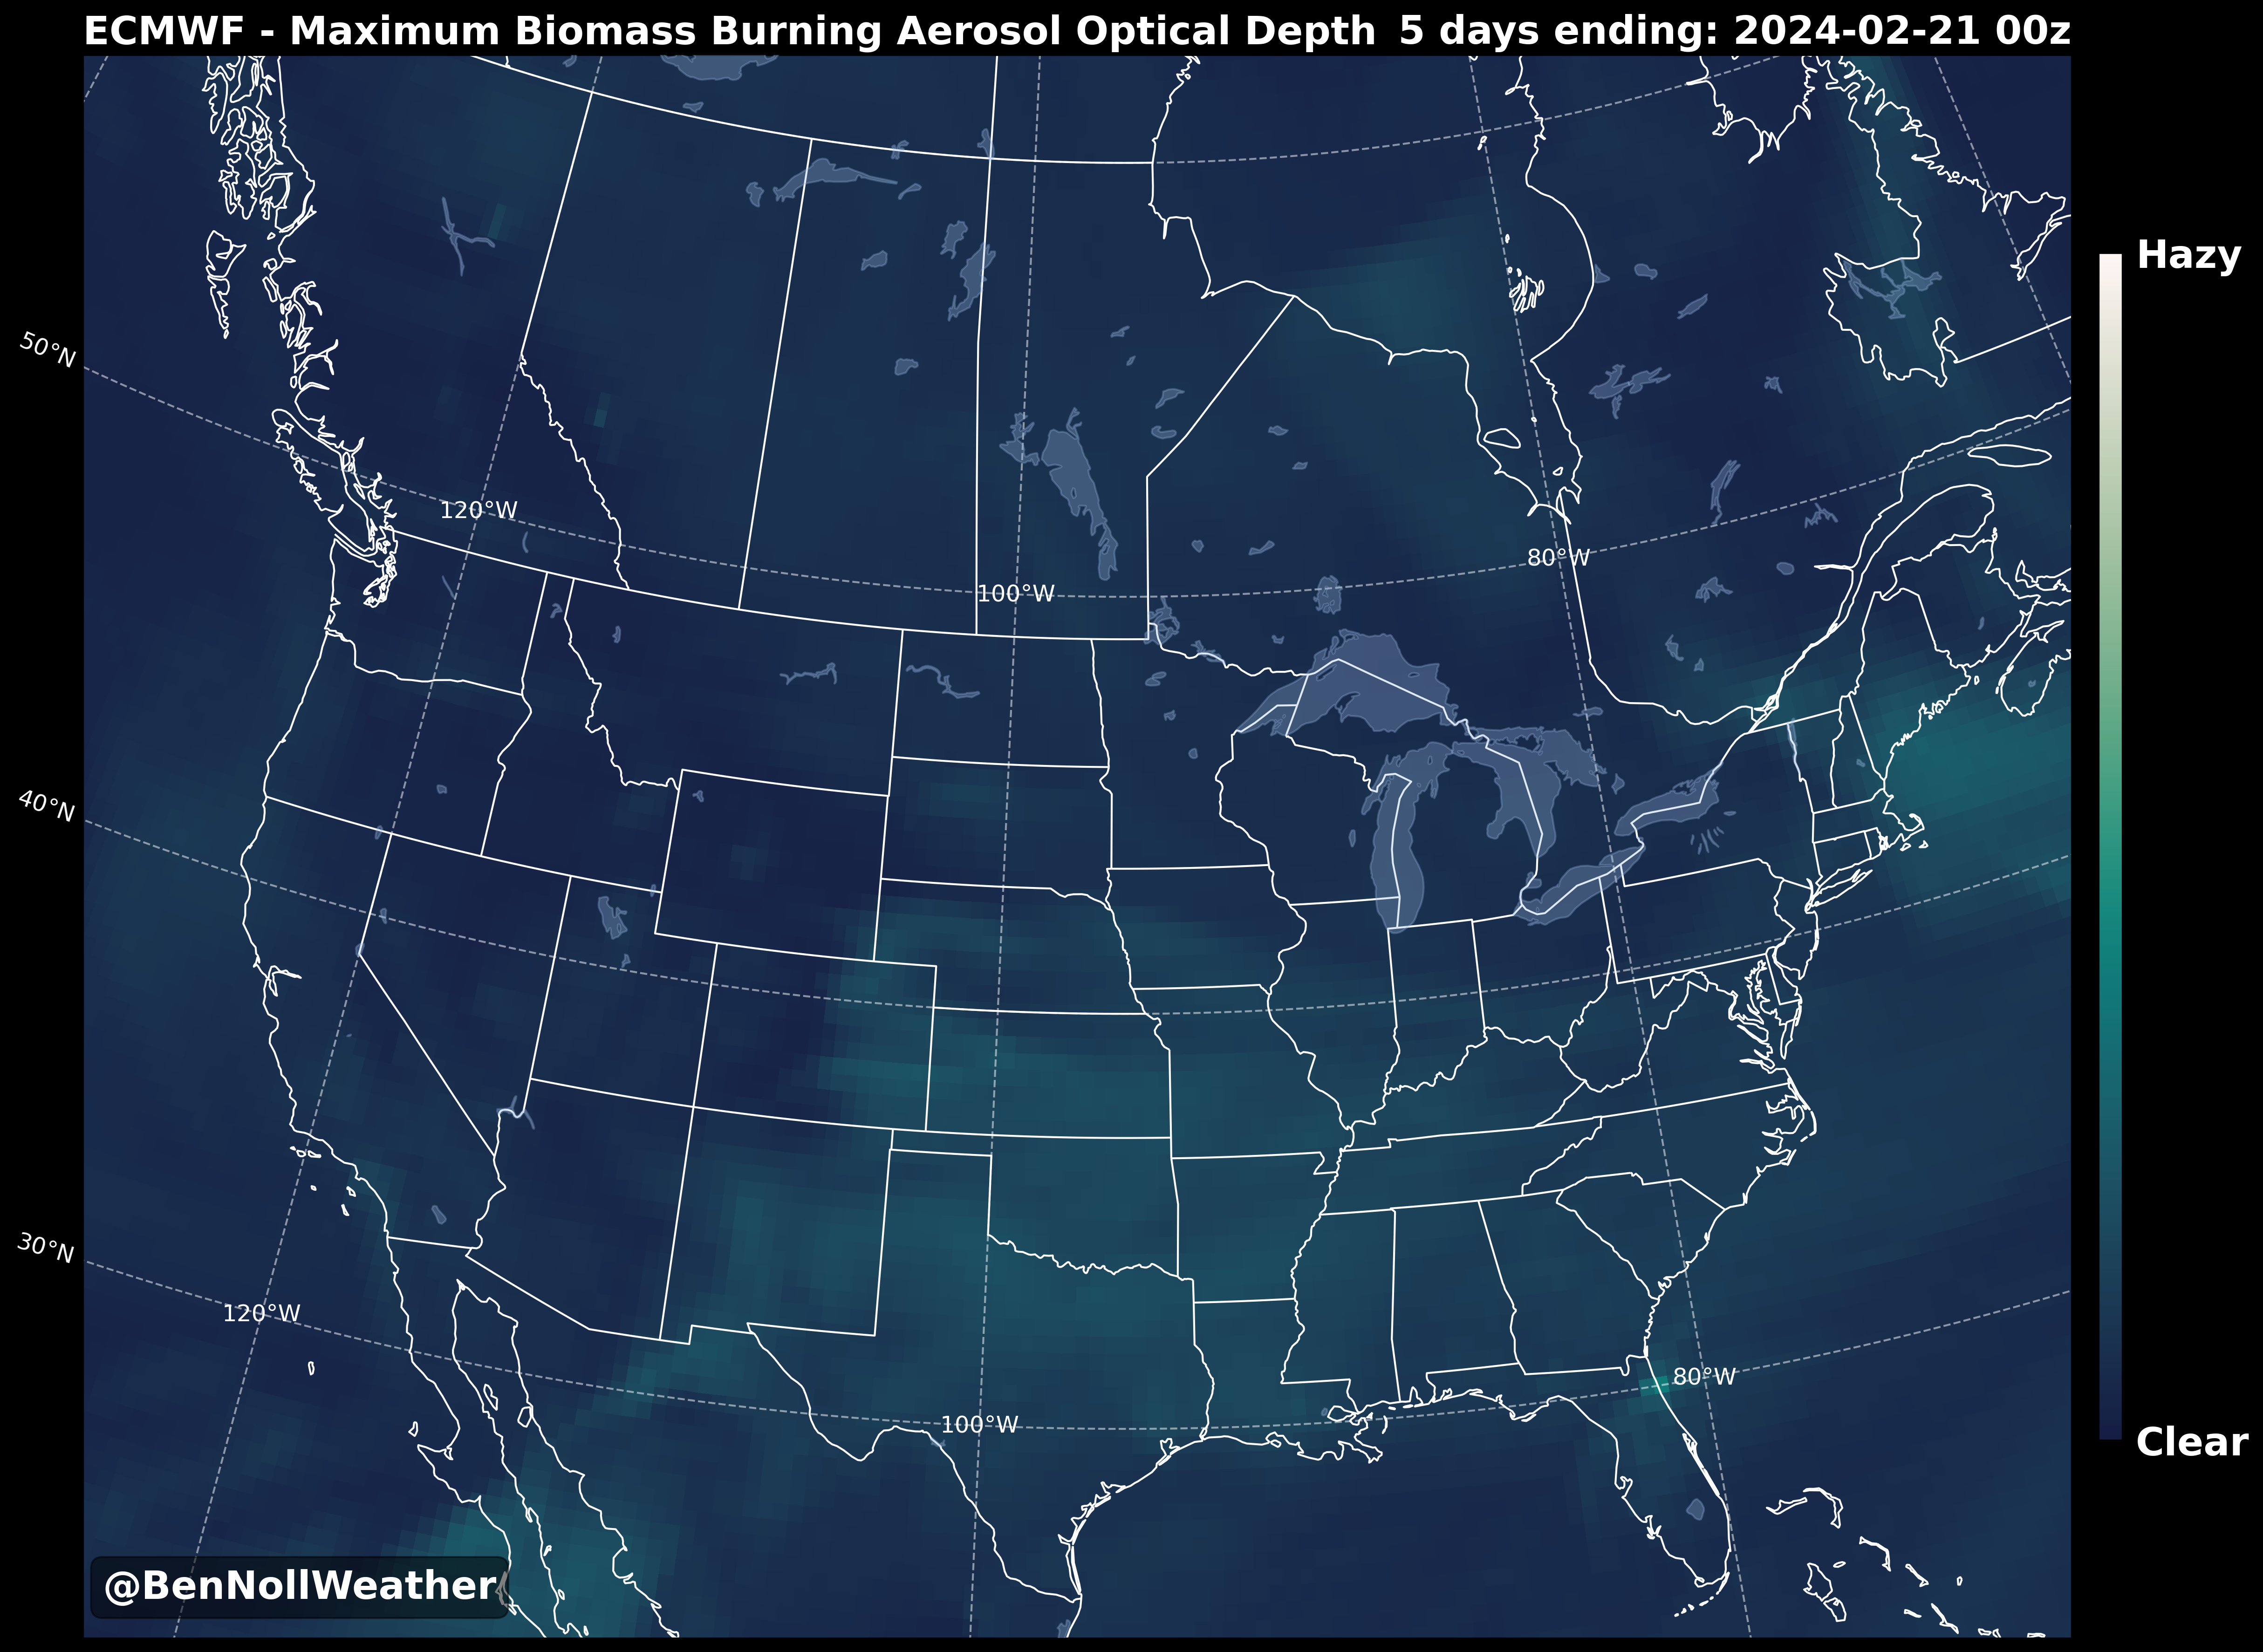 ECMWF - Maximum Biomass Burning Aerosol Optical Depth 5 days ending: 2024-02-21 00z
Hazy
50°N
120°W
80°W
100°W
40°N
30°N
120°W
80°W
100°W
Clear
@BenNollWeather